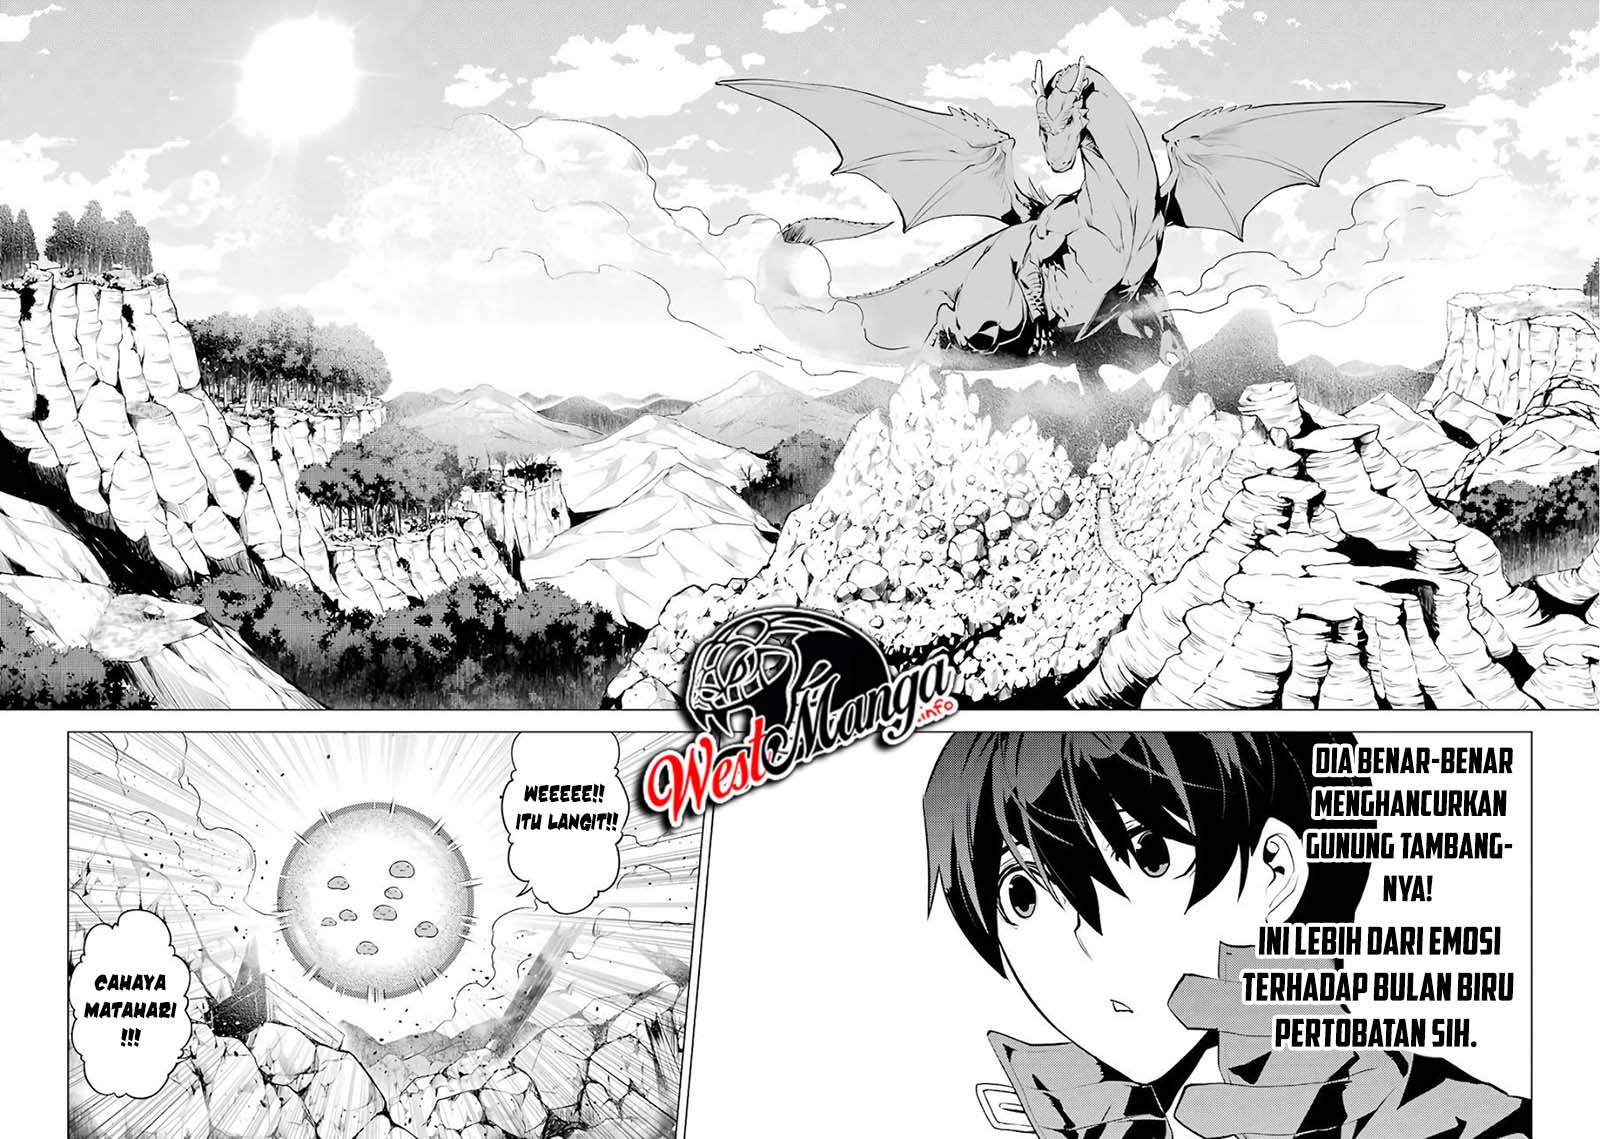 DIA BENAR-BENAR
MENGHANCURKAN
GUNUNG TAMBANG-
NYA!
INI LEBIH DARI EMOSI
TERHADAP BULAN BIRU
PERTOBATAN SIH.
WEEEEE!!
ITU LANGIT!!
CAHAYA
MATAHARI
!!!
WestManga
.info